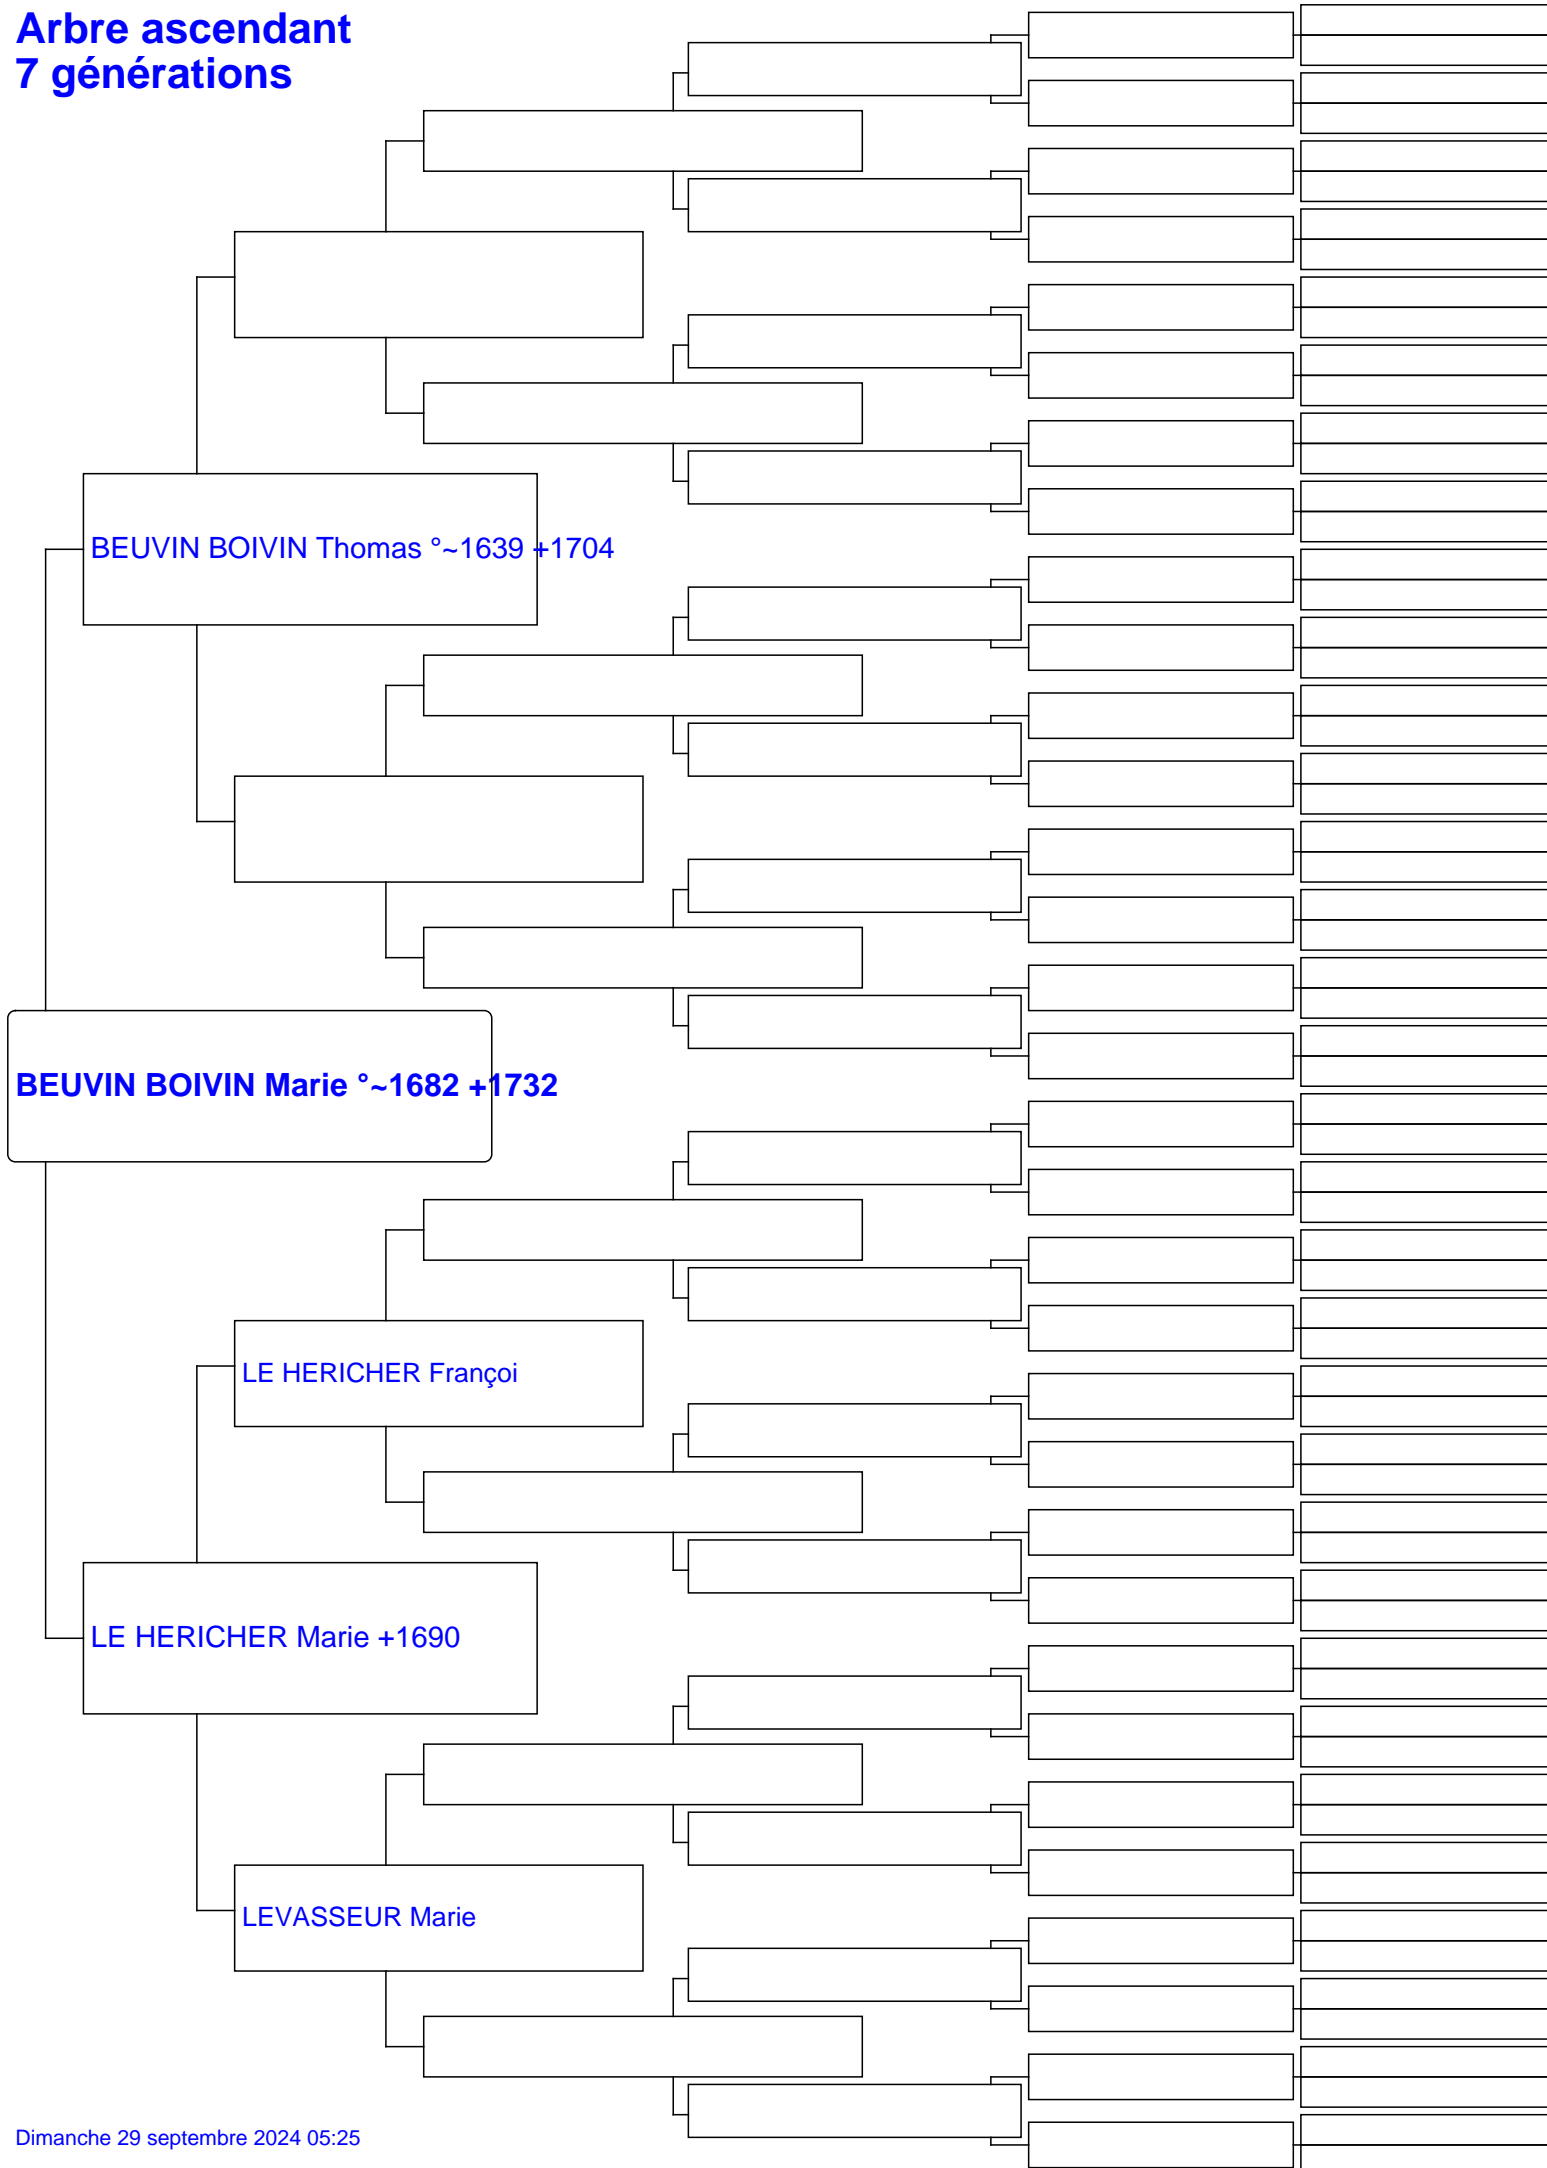 Arbre ascendant
7 générations
BEUVIN BOIVIN Thomas °~1639 +1704
BEUVIN BOIVIN Marie °~1682 +1732
LE HERICHER Françoi
LE HERICHER Marie +1690
LEVASSEUR Marie
Dimanche 29 septembre 2024 05:25